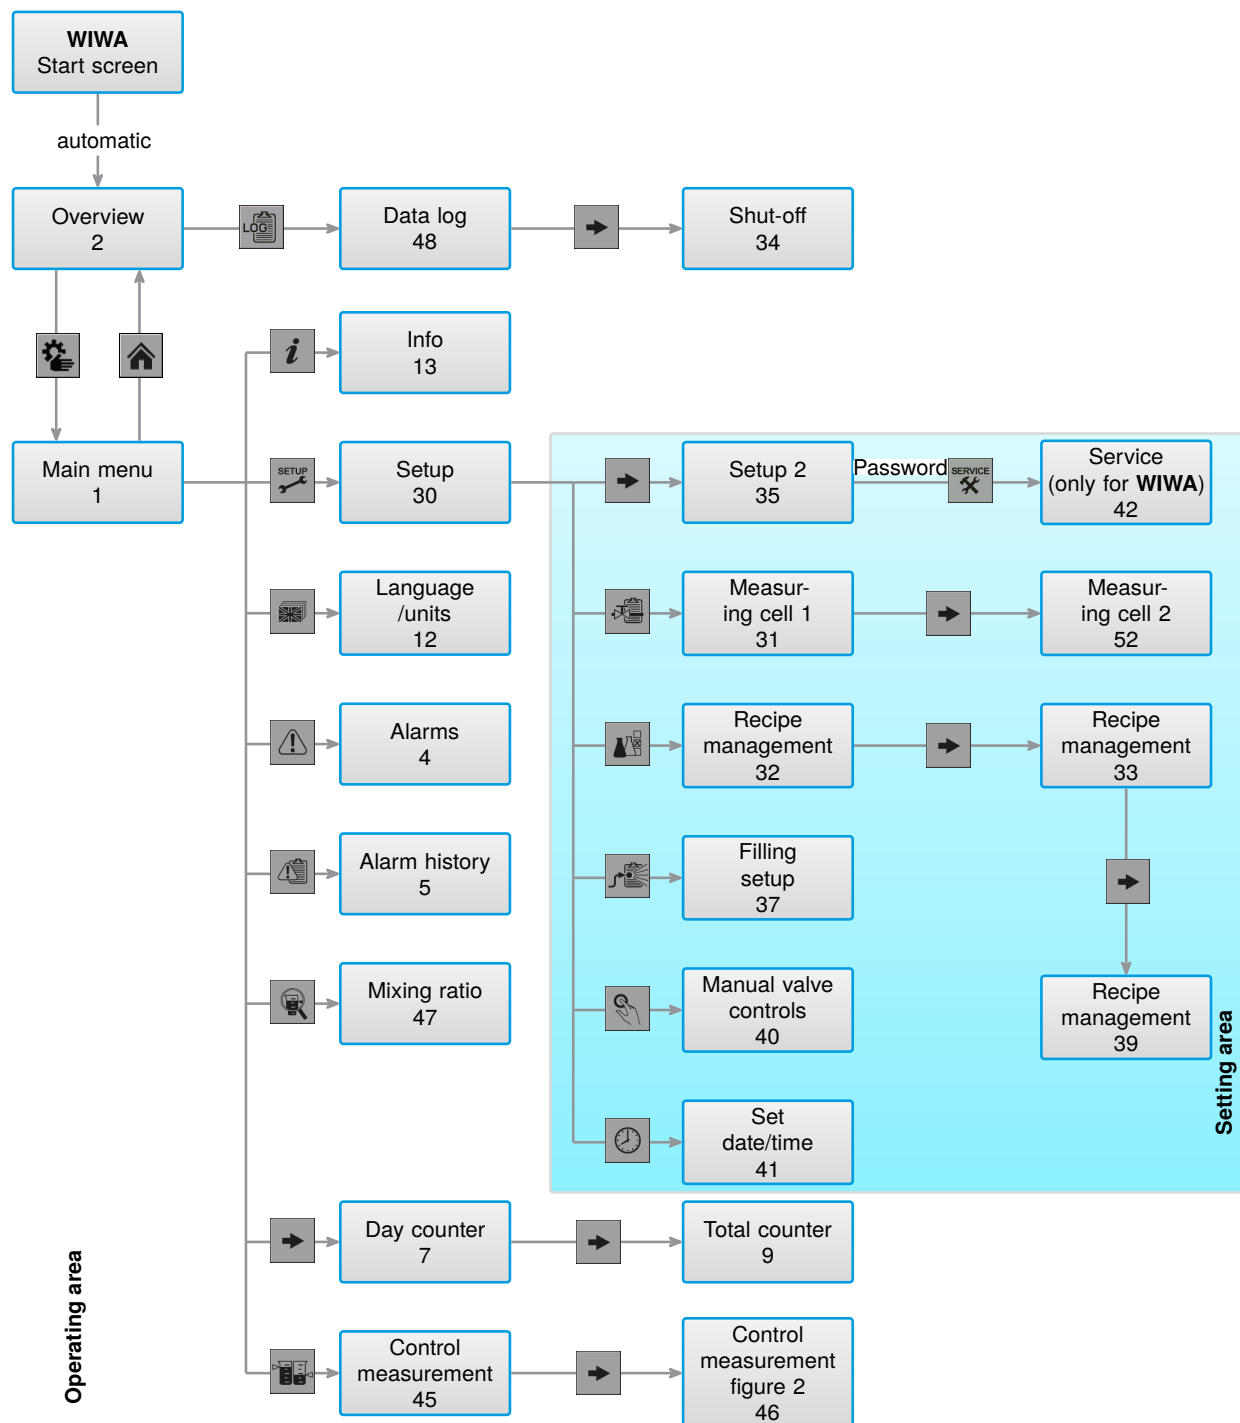 WIWA
Start screen
automatic
Overview
2
LOG
Data log
48
Shut-off
34
i
Info
13
Main menu
1
SETUP
Setup
30
Setup 2
35
Password
SERVICE
Service
(only for WIWA)
42
Language
/units
12
Measur-
ing cell 1
31
Measur-
ing cell 2
52
Alarms
4
Recipe
management
32
Recipe
management
33
Alarm history
5
Filling
setup
37
Mixing ratio
47
Manual valve
controls
40
Recipe
management
39
Set
date/time
41
Setting area
Day counter
7
Total counter
9
Operating area
Control
measurement
45
Control
measurement
figure 2
46